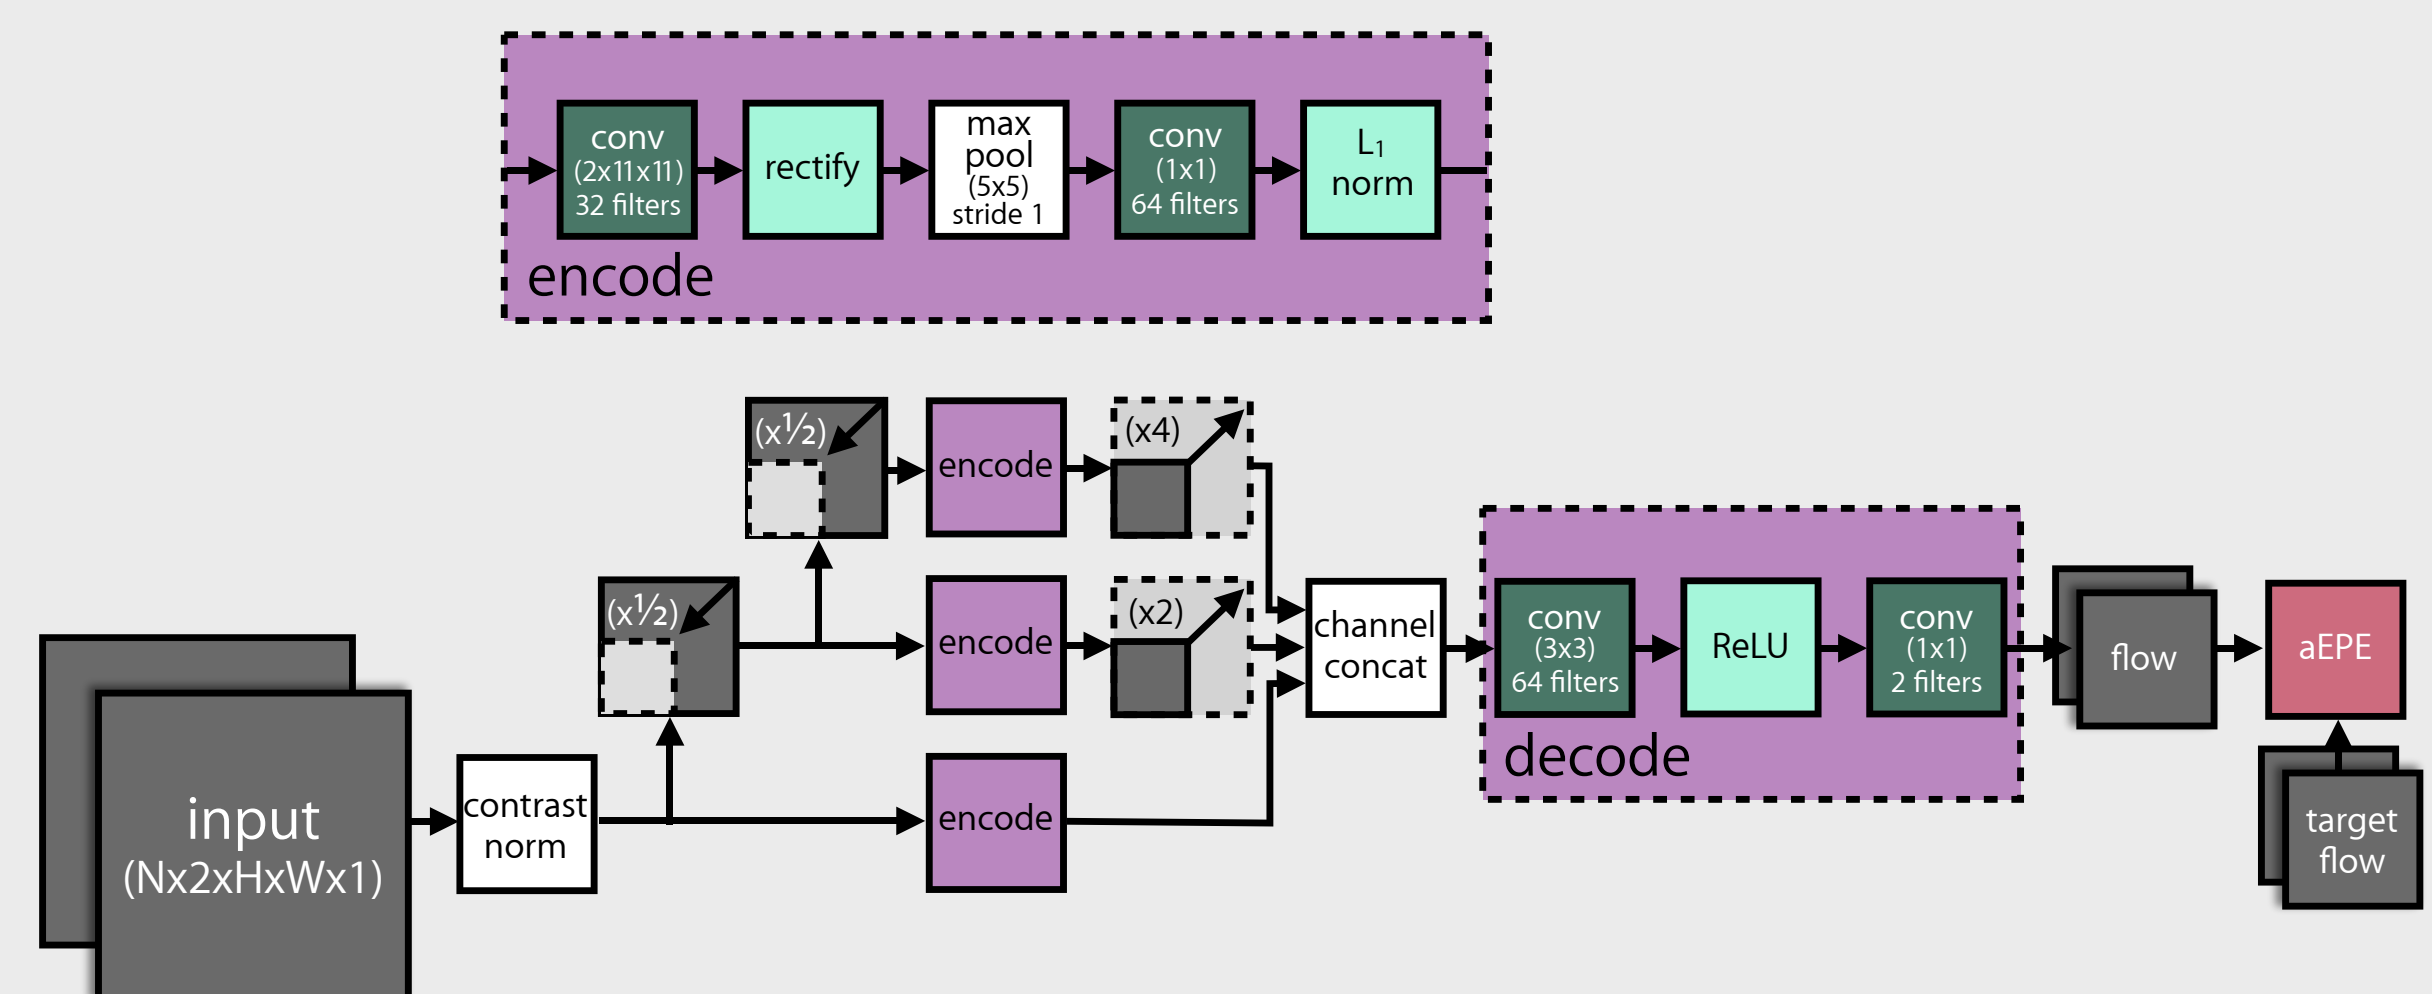 conv
(2x11x11)
32 filters
rectify
max
pool
(5x5)
stride 1
conv
(1x1)
64 filters
L₁
norm
encode
(x½)
encode
(x4)
(x½)
encode
(x2)
channel
concat
conv
(3x3)
64 filters
ReLU
conv
(1x1)
2 filters
decode
flow
aEPE
input
(Nx2xHxWx1)
contrast
norm
encode
target
flow